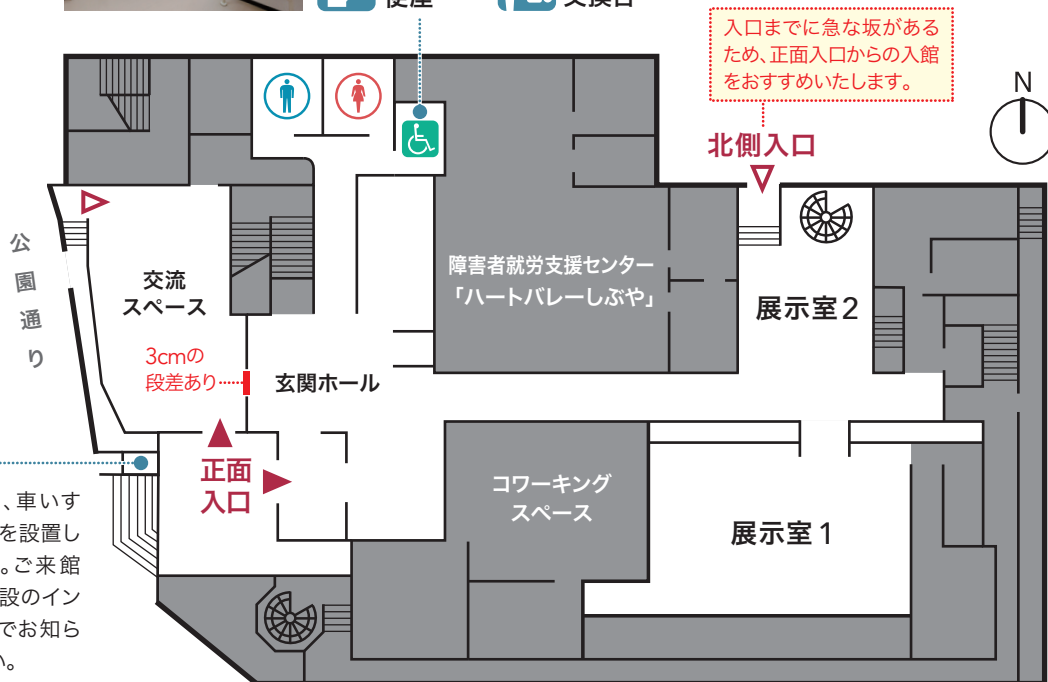 便座
交換台
入口までに急な坂がある
ため、正面入口からの入館
をおすすめいたします。
N
北側入口
公園通り
交流
スペース
障害者就労支援センター
「ハートバレーしぶや」
展示室2
3cmの
段差あり
玄関ホール
正面
入口
コワーキング
スペース
展示室1
、車いす
を設置し
。ご来館
設のイン
でお知ら
い。